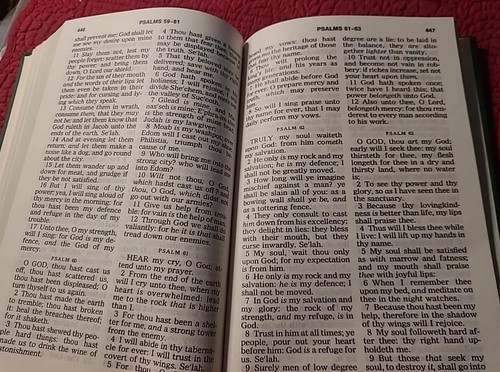 446 PSALMS 59–61
shall prevent me: God shall let
me see my desire upon mine
enemies.
11 Slay them not, lest my
people forget: scatter them by
thy power; and bring them
down, O Lord our shield.
12 For the sin of their mouth
and the words of their lips let
them even be taken in their
pride: and for cursing and ly-
ing which they speak.
13 Consume them in wrath,
consume them, that they may
not be: and let them know that
God ruleth in Jacob unto the
ends of the earth. Se'lah.
14 And at evening let them
return; and let them make a
noise like a dog, and go round
about the city.
15 Let them wander up and
down for meat, and grudge if
they be not satisfied.
16 But I will sing of thy
power; yea, I will sing aloud of
thy mercy in the morning: for
thou hast been my defence
and refuge in the day of my
trouble.
17 Unto thee, O my strength,
will I sing: for God is my de-
fence, and the God of my
mercy.
PSALM 60
O GOD, thou hast cast us
off, thou hast scattered us,
thou hast been displeased; O
turn thyself to us again.
2 Thou hast made the earth
to tremble; thou hast broken
it: heal the breaches thereof;
for it shaketh.
3 Thou hast shewed thy peo-
ple hard things: thou hast
made us to drink the wine of
astonishment.
4 Thou hast given a
to them that fear thee,
may be displayed bec
the truth. Se'lah.
5 That thy beloved
delivered; save with
hand, and hear me.
6 God hath spoken
holiness; I will rejoice,
divide She'chem, and
the valley of
7 Gilead is mine, and
nas'seh is mine; E'phra-im
the strength of mine
Judah is my lawgiver;
8 Moab is my washpot;
Edom will I cast out my
Philistia, triumph thou
cause of me.
9 Who will bring me into the
strong city? who will lead me
into Edom?
10 Wilt not thou, O God,
which hadst cast us off? and
thou, O God, which didst not
go out with our armies?
11 Give us help from trou-
ble: for vain is the help of man.
12 Through God we shall do
valiantly: for he it is that shall
tread down our enemies.
PSALM 61
HEAR my cry, O God; at-
tend unto my prayer.
2 From the end of the earth
will I cry unto thee, when my
heart is overwhelmed: lead
me to the rock that is higher
than I.
3 For thou hast been a shel-
ter for me, and a strong tower
from the enemy.
4 I will abide in thy taberna-
cle for ever: I will trust in the
covert of thy wings. Se'lah.
5 For thou,
PSALMS 61–63 447
my vows: thou hast
the heritage of those
thy name.
wilt prolong the
and his years as
He shall abide before God
O prepare mercy and
which may preserve
So will I sing praise unto
thy name for ever, that I may
perform my vows.
PSALM 62
TRULY my soul waiteth
upon God: from him cometh
my salvation.
2 He only is my rock and my
salvation; he is my defence; I
shall not be greatly moved.
3 How long will ye imagine
mischief against a man? ye
shall be slain all of you: as a
bowing wall shall ye be, and
as a tottering fence.
4 They only consult to cast
him down from his excellency:
they delight in lies: they bless
with their mouth, but they
curse inwardly. Se'lah.
5 My soul, wait thou only
upon God; for my expectation
is from him.
6 He only is my rock and my
salvation: he is my defence; I
shall not be moved.
7 In God is my salvation and
my glory: the rock of my
strength, and my refuge, is in
God.
8 Trust in him at all times; ye
people, pour out your heart
before him: God is a refuge for
us. Se'lah.
9 Surely men of low degree
degree are a lie: to be laid in
the balance, they are alto-
gether lighter than vanity.
10 Trust not in oppression,
and become not vain in rob-
bery: if riches increase, set not
your heart upon them.
11 God hath spoken once;
twice have I heard this; that
power belongeth unto God.
12 Also unto thee, O Lord,
belongeth mercy: for thou ren-
derest to every man according
to his work.
PSALM 63
O GOD, thou art my God;
early will I seek thee: my soul
thirsteth for thee, my flesh
longeth for thee in a dry and
thirsty land, where no water
is;
2 To see thy power and thy
glory, so as I have seen thee in
the sanctuary.
3 Because thy lovingkind-
ness is better than life, my lips
shall praise thee.
4 Thus will I bless thee while
I live: I will lift up my hands in
thy name.
5 My soul shall be satisfied
as with marrow and fatness;
and my mouth shall praise
thee with joyful lips:
6 When I remember thee
upon my bed, and meditate on
thee in the night watches.
7 Because thou hast been my
help, therefore in the shadow
of thy wings will I rejoice.
8 My soul followeth hard af-
ter thee: thy right hand up-
holdeth me.
9 But those that seek my
soul, to destroy it, shall go into